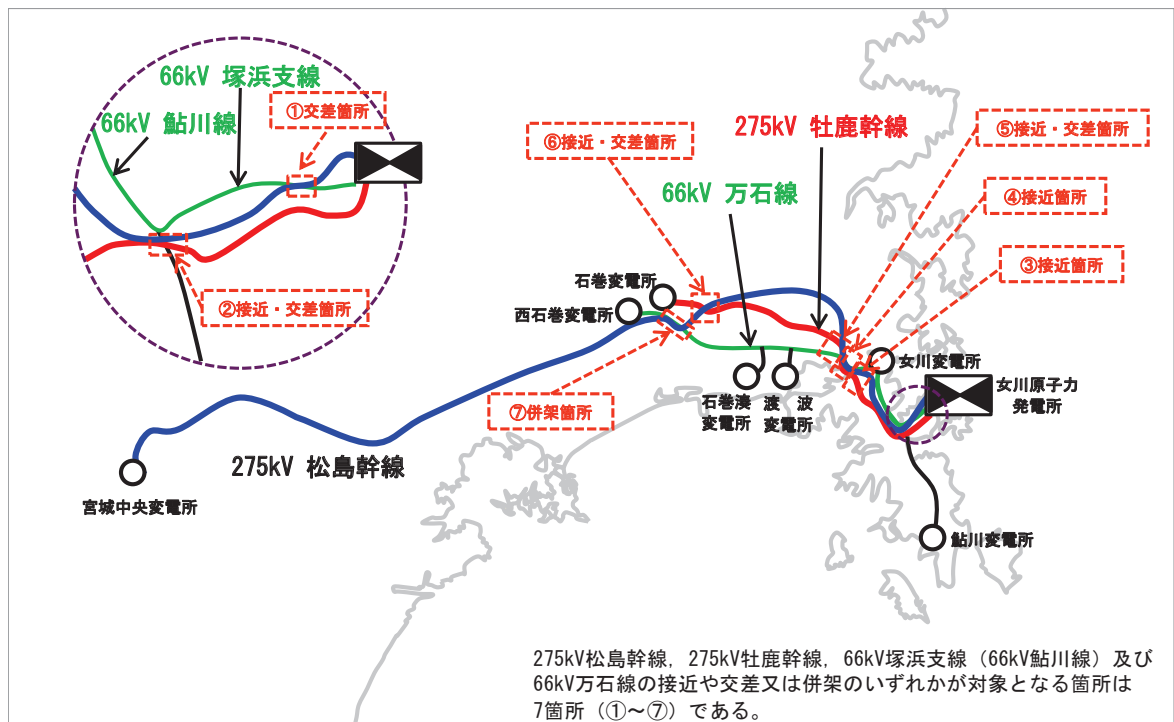 66kV 塚浜支線
66kV 鮎川線
①交差箇所
②接近・交差箇所
⑥接近・交差箇所
275kV 牡鹿幹線
66kV 万石線
⑤接近・交差箇所
④接近箇所
③接近箇所
石巻変電所
西石巻変電所
女川変電所
女川原子力
発電所
⑦併架箇所
石巻湊
変電所
渡　波
変電所
275kV 松島幹線
宮城中央変電所
鮎川変電所
275kV松島幹線，275kV牡鹿幹線，66kV塚浜支線（66kV鮎川線）及び
66kV万石線の接近や交差又は併架のいずれかが対象となる箇所は
7箇所（①～⑦）である。